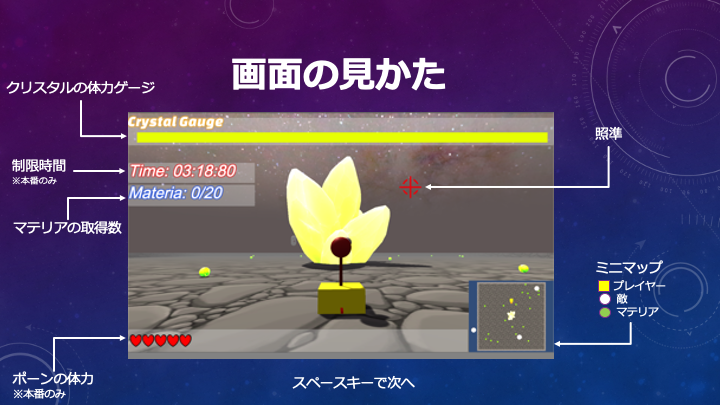 画面の見かた
クリスタルの体力ゲージ
Crystal Gauge
照準
制限時間
※本番のみ
Time: 03:18:80
Materia: 0/20
マテリアの取得数
ミニマップ
プレイヤー
敵
マテリア
ポーンの体力
※本番のみ
スペースキーで次へ